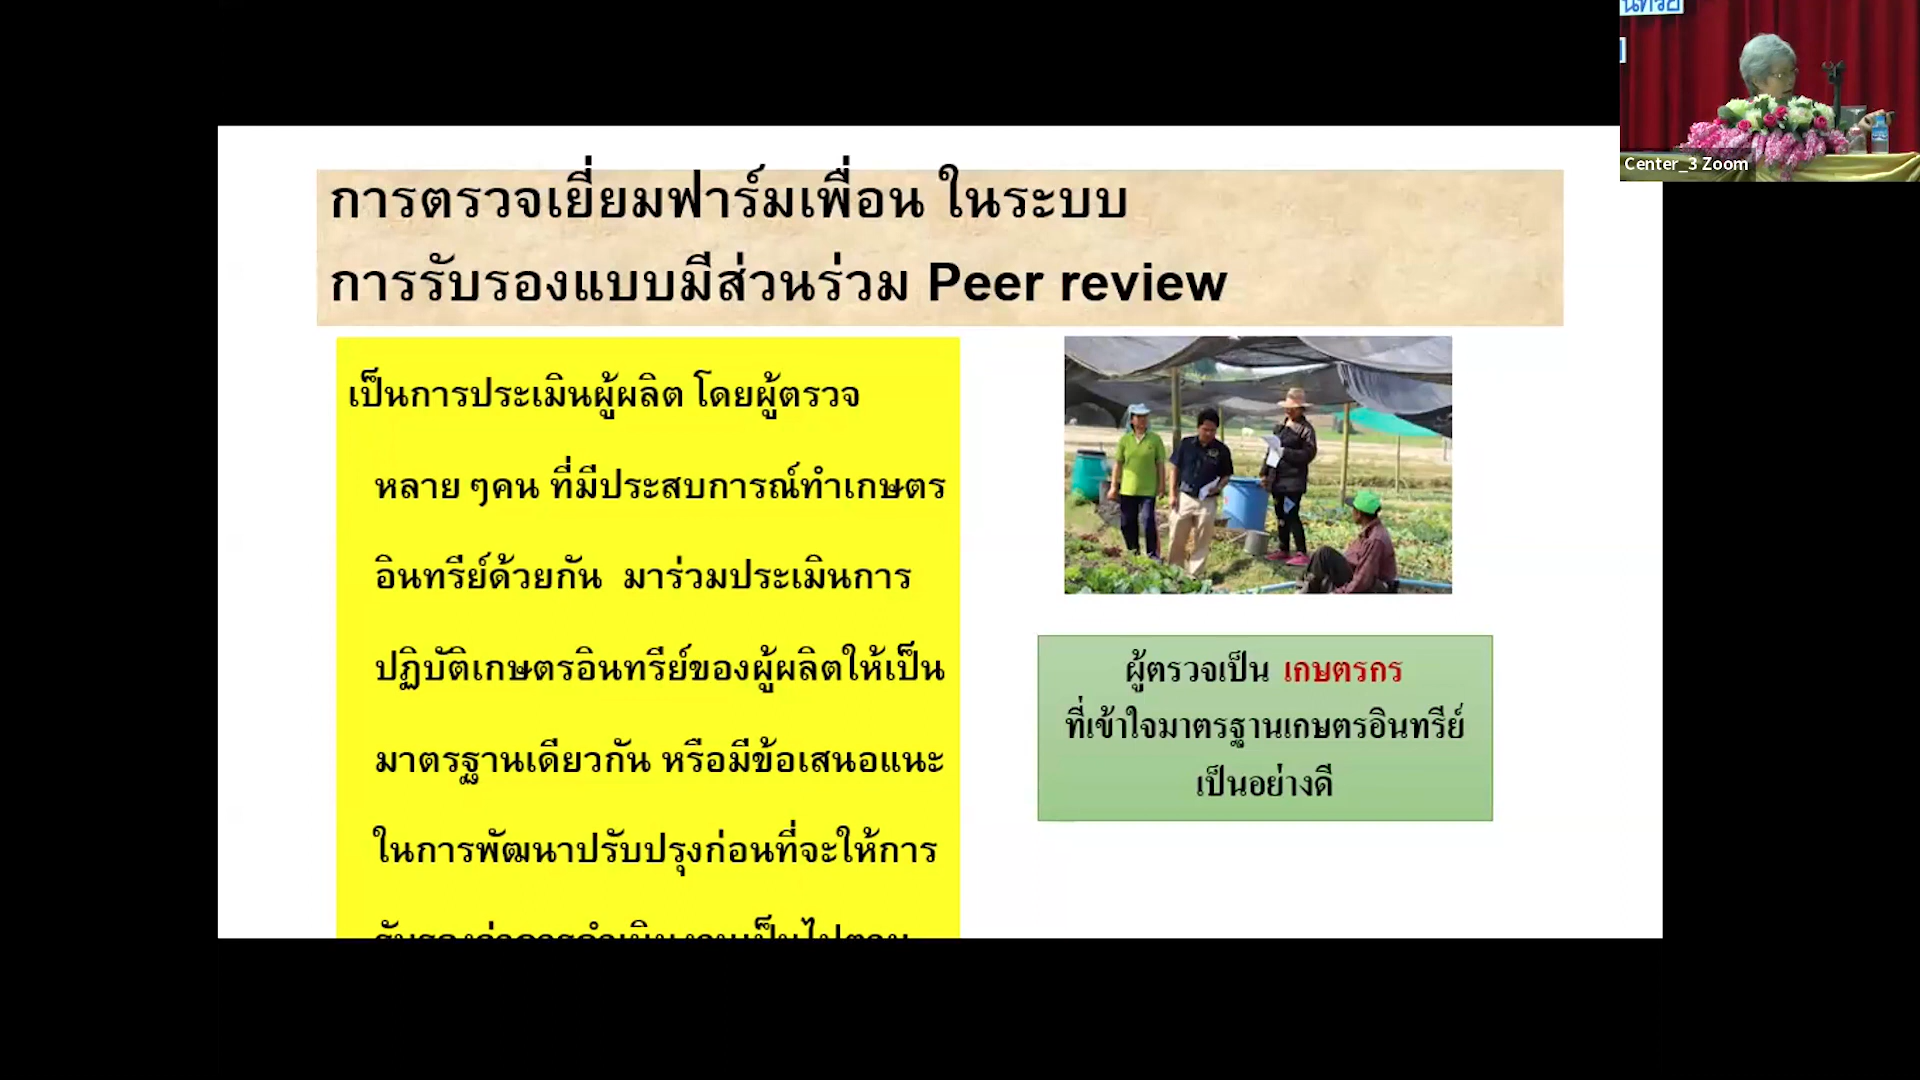 การตรวจเยี่ยมฟาร์มเพื่อน ในระบบ
การรับรองแบบมีส่วนร่วม Peer review
เป็นการประเมินผู้ผลิต โดยผู้ตรวจ
หลาย ๆคน ที่มีประสบการณ์ทำเกษตร
อินทรีย์ด้วยกัน มาร่วมประเมินการ
ปฏิบัติเกษตรอินทรีย์ของผู้ผลิตให้เป็น
มาตรฐานเดียวกัน หรือมีข้อเสนอแนะ
ในการพัฒนาปรับปรุงก่อนที่จะให้การ
ผู้ตรวจเป็น เกษตรกร
ที่เข้าใจมาตรฐานเกษตรอินทรีย์
เป็นอย่างดี
Center_3 Zoom